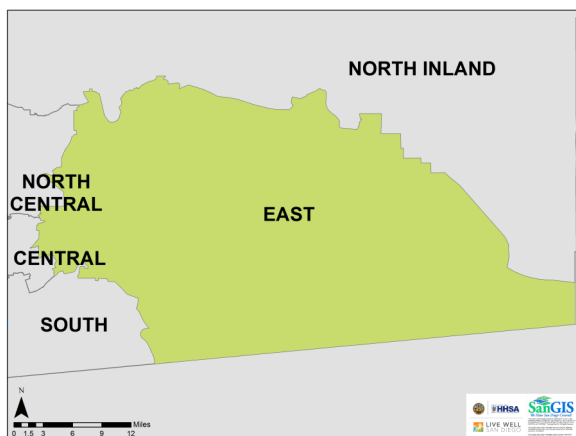 NORTH INLAND
NORTH
CENTRAL
EAST
CENTRAL
SOUTH
N
Miles
0 1.5 3 6 9 12
HHSA
SanGIS
LIVE WELL
SAN DIEGO